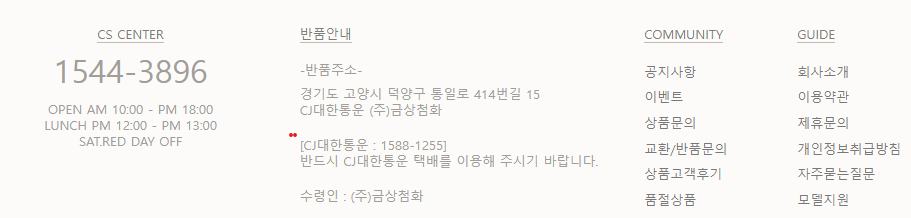 CS CENTER
1544-3896
OPEN AM 10:00 - PM 18:00
LUNCH PM 12:00 - PM 13:00
SAT.RED DAY OFF
반품안내
-반품주소-
경기도 고양시 덕양구 통일로 414번길 15
CJ대한통운 (주)금상첨화
[CJ대한통운 : 1588-1255]
반드시 CJ대한통운 택배를 이용해 주시기 바랍니다.
수령인 : (주)금상첨화
COMMUNITY
공지사항
이벤트
상품문의
교환/반품문의
상품고객후기
품절상품
GUIDE
회사소개
이용약관
제휴문의
개인정보취급방침
자주묻는질문
모델지원